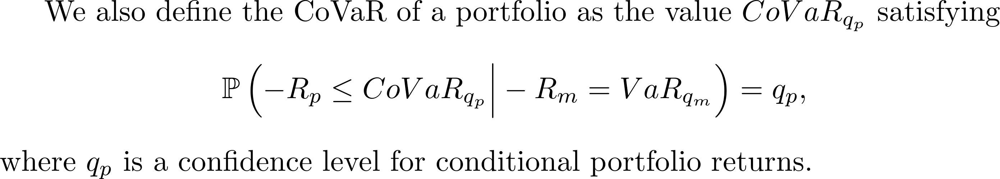 We also define the CoVaR of a portfolio as the value $CoVaR_{q_p}$ satisfying
$$\mathbb{P}\left(-R_p \leq CoVaR_{q_p} \Big| - R_m = VaR_{q_m}\right) = q_p,$$
where $q_p$ is a confidence level for conditional portfolio returns.